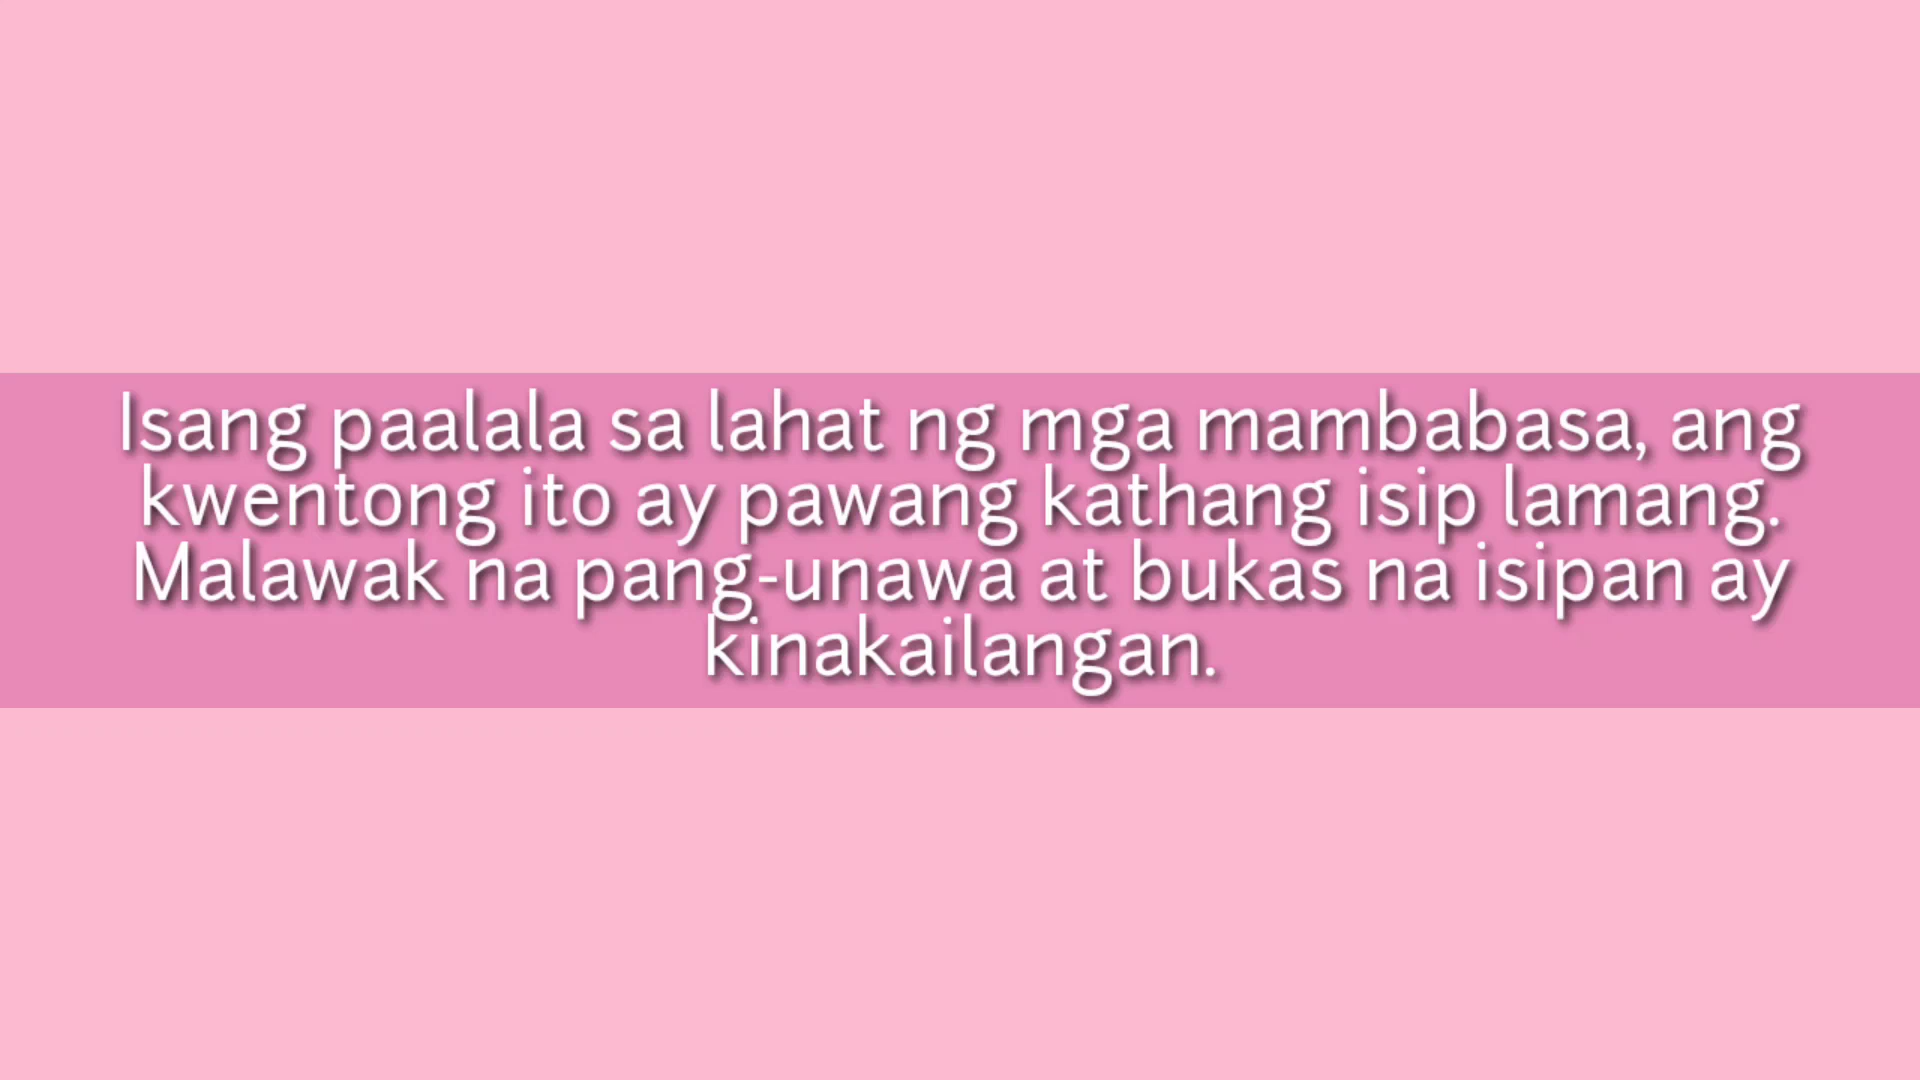 Isang paalala sa lahat ng mga mambabasa, ang
kwentong ito ay pawang kathang isip lamang.
Malawak na pang-unawa at bukas na isipan ay
kinakailangan.